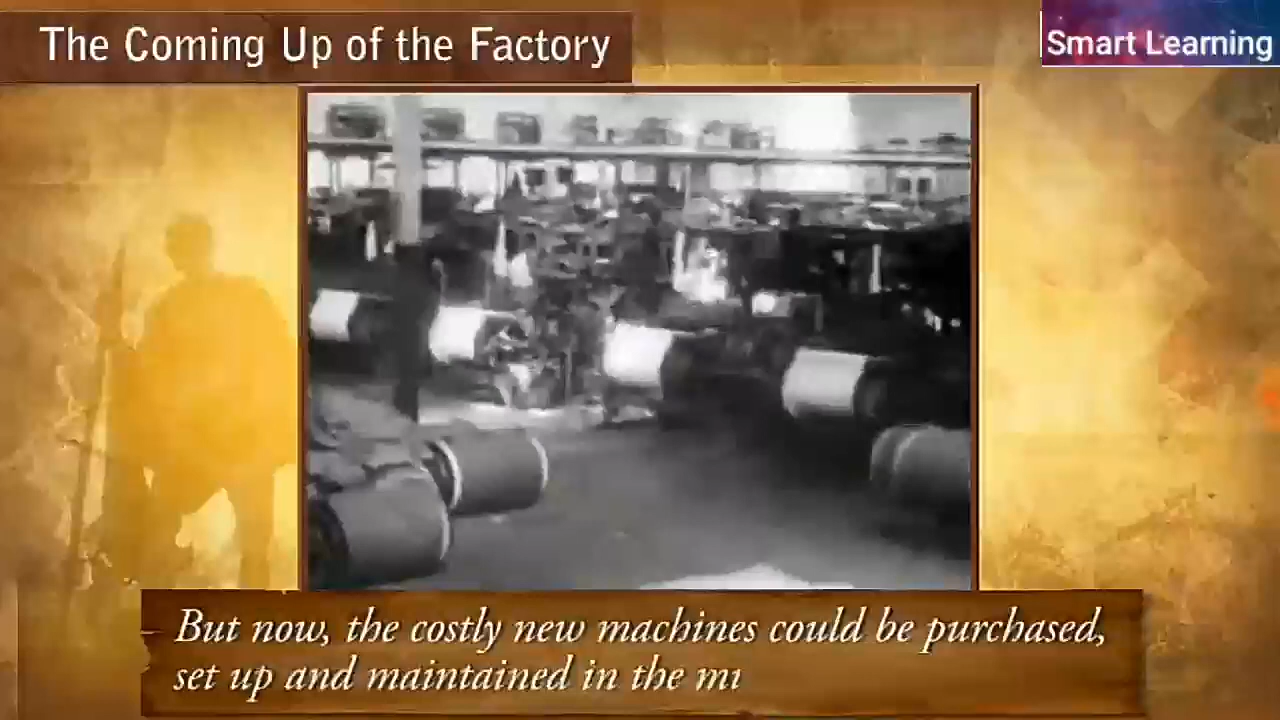 The Coming Up of the Factory
Smart Learning
But now, the costly new machines could be purchased,
set up and maintained in the